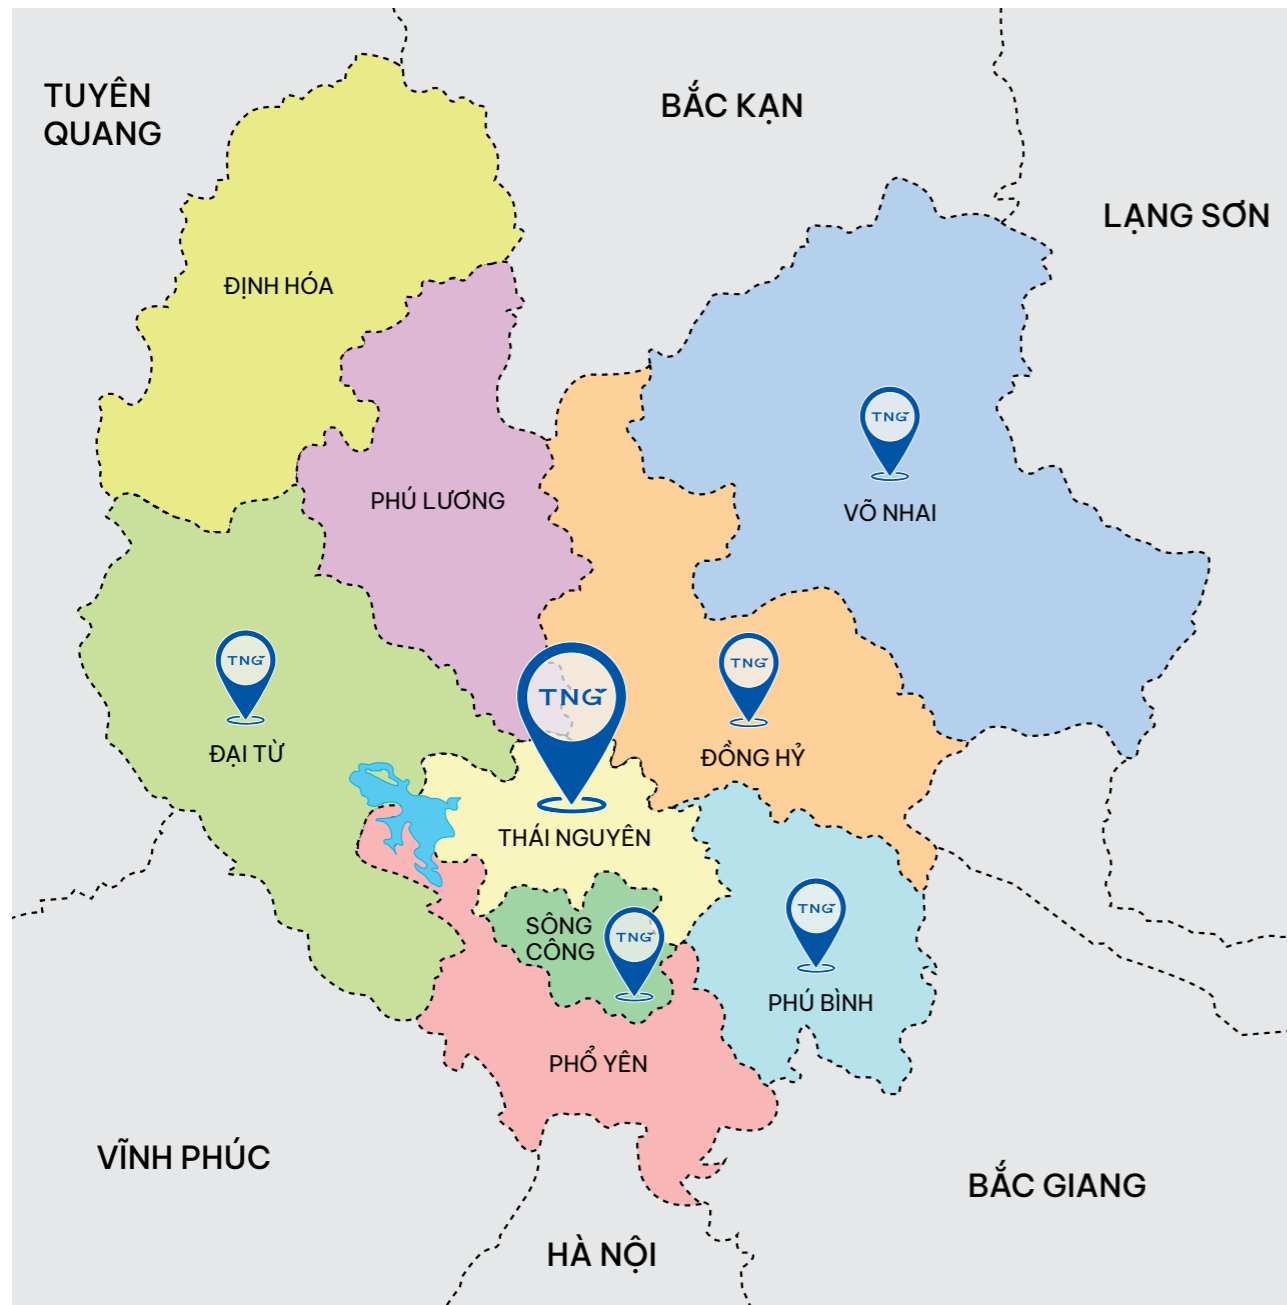 TUYÊN
QUANG
BẮC KẠN
LẠNG SƠN
ĐỊNH HÓA
TNG
PHÚ LƯƠNG
VÕ NHAI
TNG
TNG
TNG
ĐẠI TỪ
ĐỒNG HỶ
THÁI NGUYÊN
TNG
SÔNG
CÔNG
TNG
PHÚ BÌNH
PHỔ YÊN
VĨNH PHÚC
BẮC GIANG
HÀ NỘI